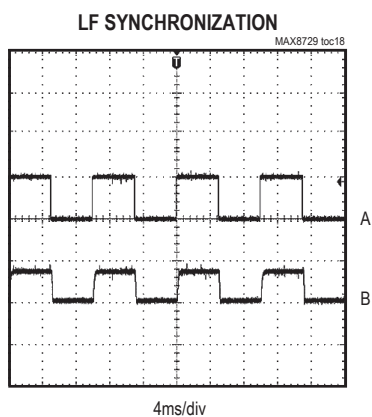 LF SYNCHRONIZATION
MAX8729 toc18
T
A
B
4ms/div